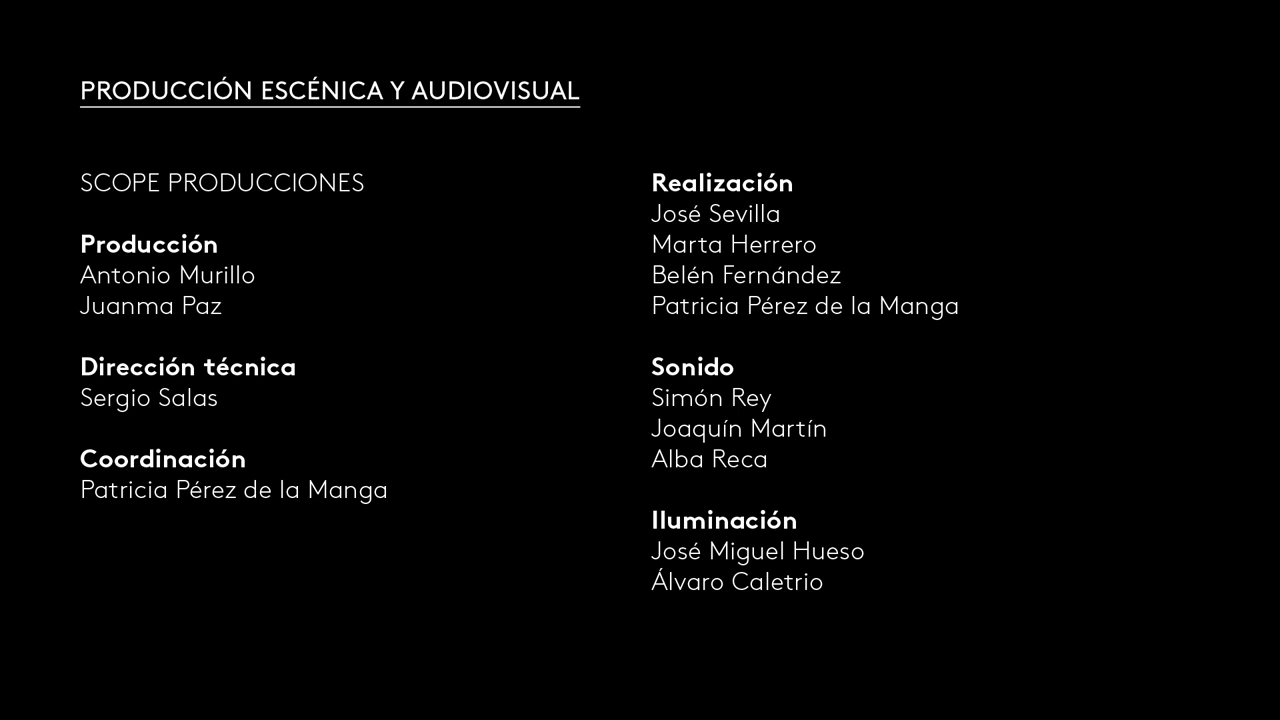 PRODUCCIÓN ESCÉNICA Y AUDIOVISUAL
SCOPE PRODUCCIONES
Producción
Antonio Murillo
Juanma Paz
Dirección técnica
Sergio Salas
Coordinación
Patricia Pérez de la Manga
Realización
José Sevilla
Marta Herrero
Belén Fernández
Patricia Pérez de la Manga
Sonido
Simón Rey
Joaquín Martín
Alba Reca
Iluminación
José Miguel Hueso
Álvaro Caletrio